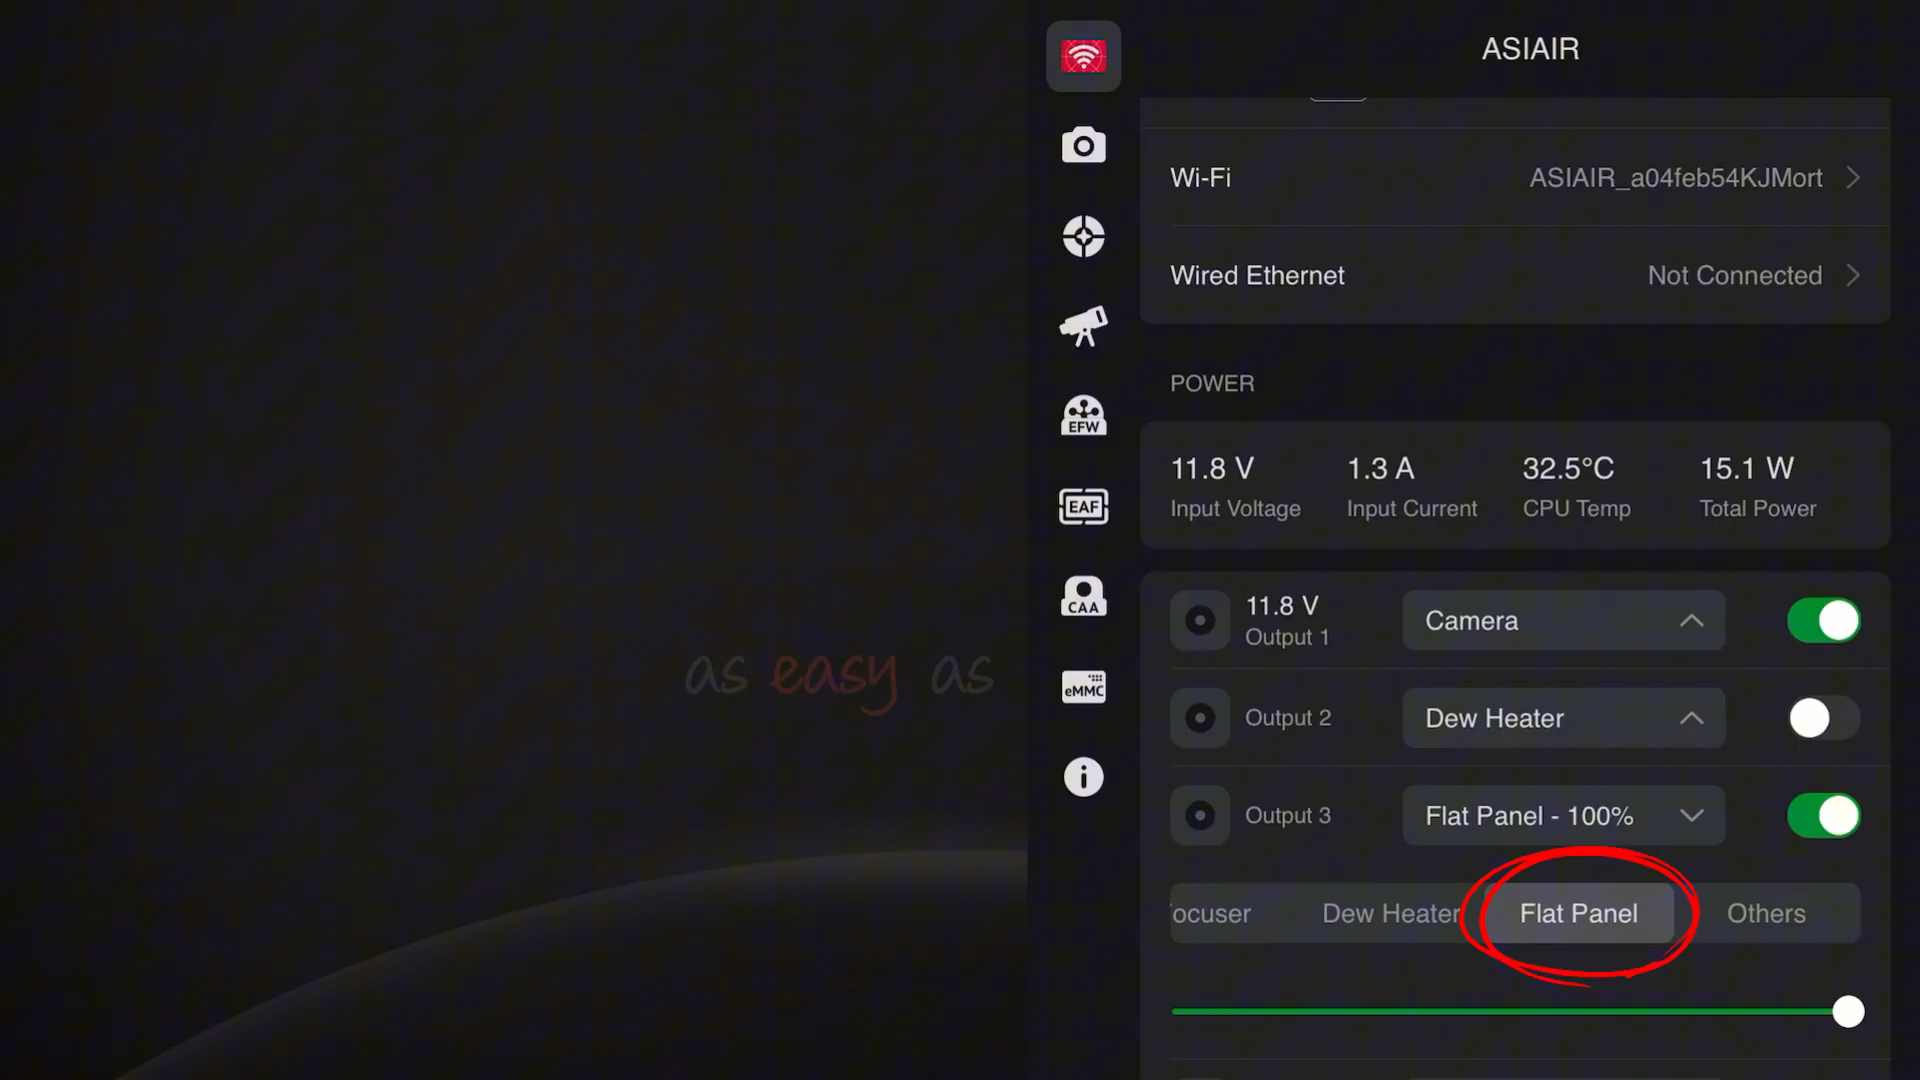 ASIAIR
Wi-Fi ASIAIR_a04feb54KJMort
Wired Ethernet Not Connected
POWER
11.8 V 1.3 A 32.5°C 15.1 W
Input Voltage Input Current CPU Temp Total Power
11.8 V
Output 1 Camera
Output 2 Dew Heater
Output 3 Flat Panel - 100%
ocuser Dew Heater Flat Panel Others
EFW
EAF
CAA
eMMC
as easy as